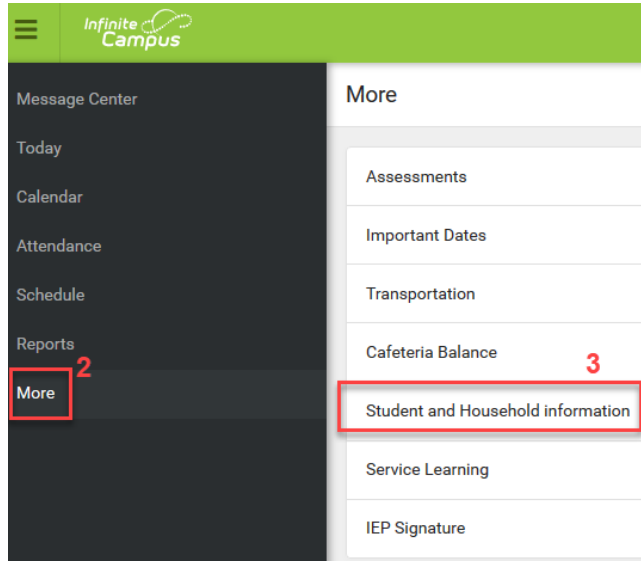 Infinite
Campus
Message Center
Today
Calendar
Attendance
Schedule
Reports
2
More
More
Assessments
Important Dates
Transportation
Cafeteria Balance
3
Student and Household information
Service Learning
IEP Signature